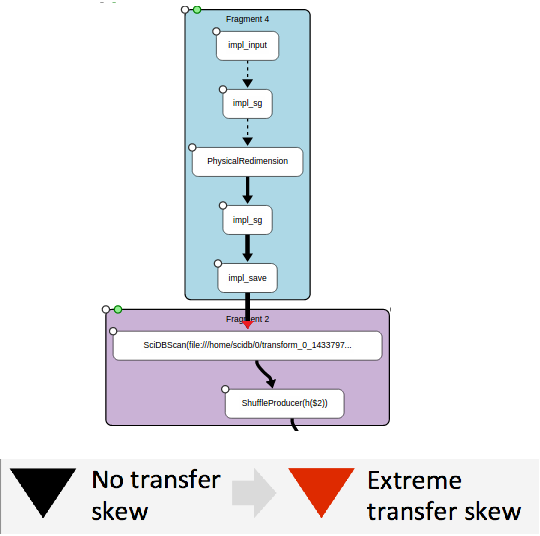 Fragment 4
impl_input
impl_sg
PhysicalRedimension
impl_sg
impl_save
Fragment 2
SciDBScan(file:///home/scidb/0/transform_0_1433797...
ShuffleProducer(h($2))
No transfer
skew
Extreme
transfer skew